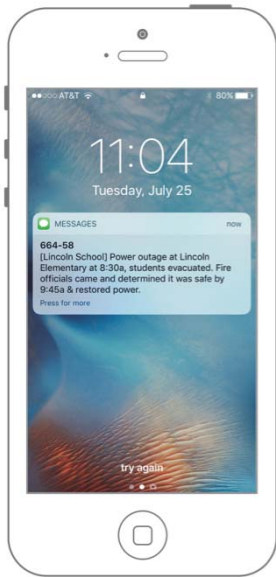 AT&T 80%
11:04
Tuesday, July 25
MESSAGES now
664-58
[Lincoln School] Power outage at Lincoln
Elementary at 8:30a, students evacuated. Fire
officials came and determined it was safe by
9:45a & restored power.
Press for more
try again